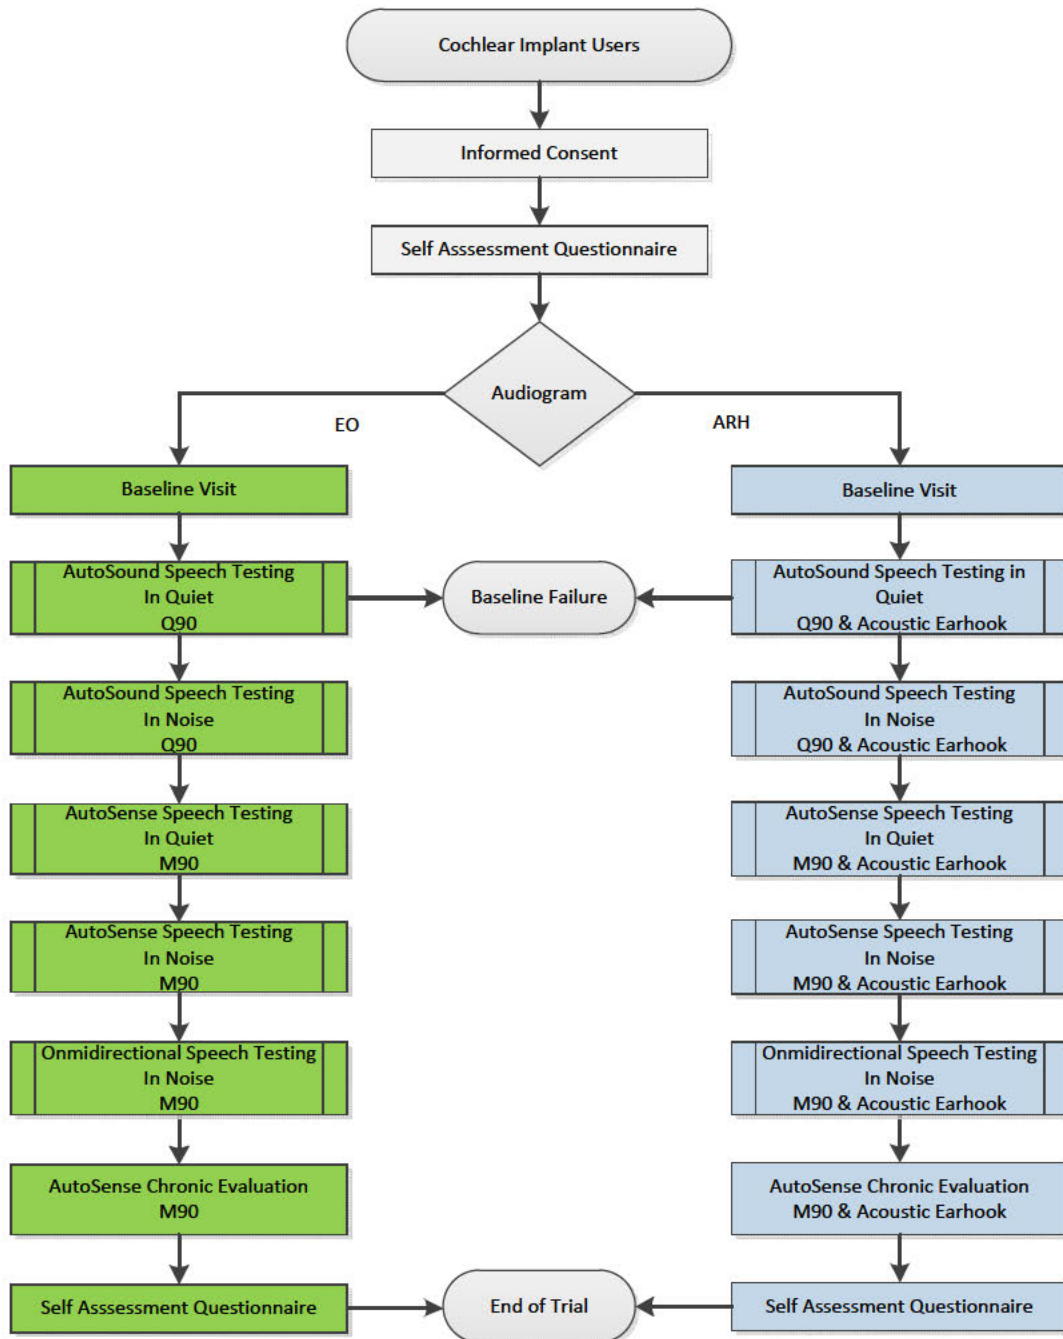 Cochlear Implant Users
Informed Consent
Self Asssessment Questionnaire
Audiogram
EO
ARH
Baseline Visit
Baseline Visit
AutoSound Speech Testing
In Quiet
Q90
Baseline Failure
AutoSound Speech Testing in
Quiet
Q90 & Acoustic Earhook
AutoSound Speech Testing
In Noise
Q90
AutoSound Speech Testing
In Noise
Q90 & Acoustic Earhook
AutoSense Speech Testing
In Quiet
M90
AutoSense Speech Testing
In Quiet
M90 & Acoustic Earhook
AutoSense Speech Testing
In Noise
M90
AutoSense Speech Testing
In Noise
M90 & Acoustic Earhook
Onmidirectional Speech Testing
In Noise
M90
Onmidirectional Speech Testing
In Noise
M90 & Acoustic Earhook
AutoSense Chronic Evaluation
M90
AutoSense Chronic Evaluation
M90 & Acoustic Earhook
Self Asssessment Questionnaire
End of Trial
Self Assessment Questionnaire